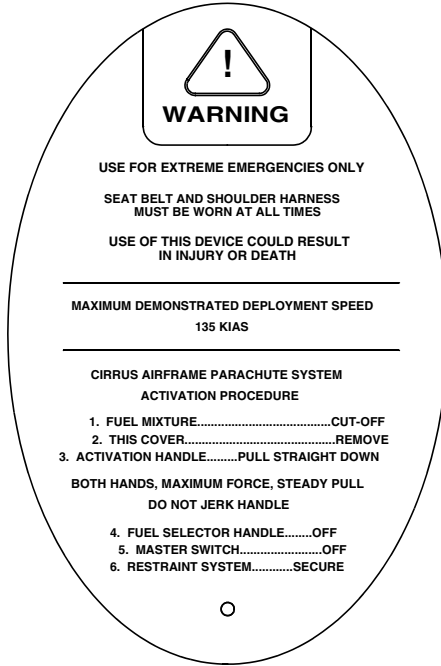 !
WARNING
USE FOR EXTREME EMERGENCIES ONLY
SEAT BELT AND SHOULDER HARNESS
MUST BE WORN AT ALL TIMES
USE OF THIS DEVICE COULD RESULT
IN INJURY OR DEATH
MAXIMUM DEMONSTRATED DEPLOYMENT SPEED
135 KIAS
CIRRUS AIRFRAME PARACHUTE SYSTEM
ACTIVATION PROCEDURE
1. FUEL MIXTURE.......................................CUT-OFF
2. THIS COVER............................................REMOVE
3. ACTIVATION HANDLE.........PULL STRAIGHT DOWN
BOTH HANDS, MAXIMUM FORCE, STEADY PULL
DO NOT JERK HANDLE
4. FUEL SELECTOR HANDLE........OFF
5. MASTER SWITCH........................OFF
6. RESTRAINT SYSTEM............SECURE